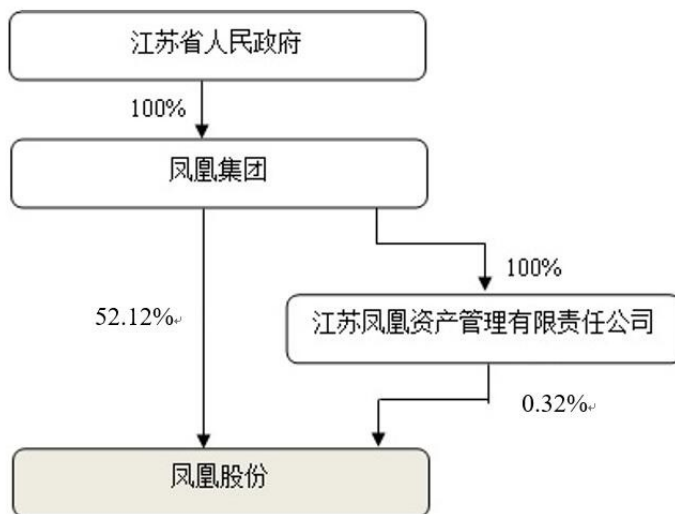 江苏省人民政府
100%
凤凰集团
100%
52.12%
江苏凤凰资产管理有限责任公司
0.32%
凤凰股份